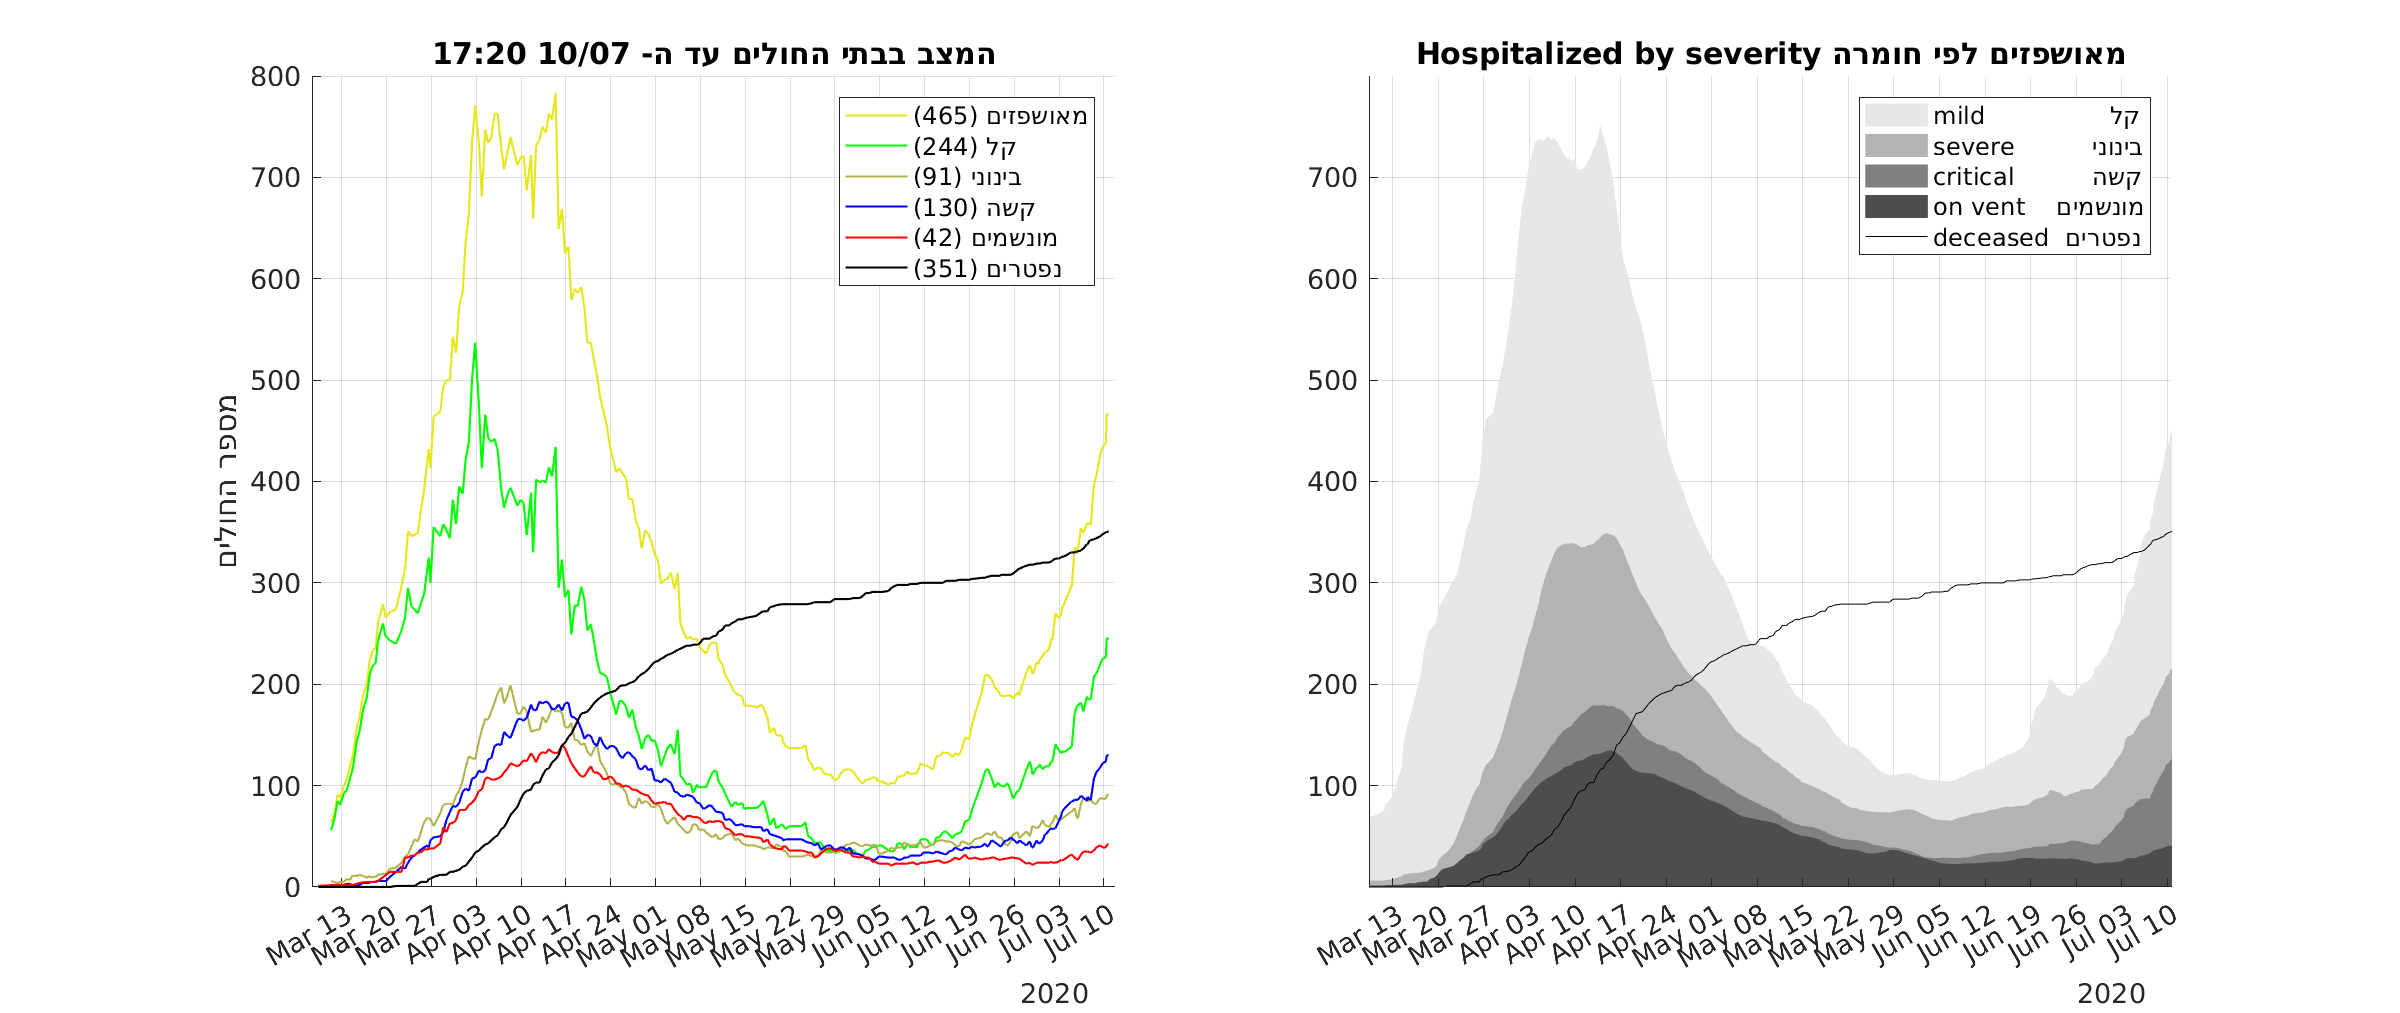 המצב בבתי החולים עד ה- 10/07 17:20
800
700
600
500
400
300
200
100
0
מספר החולים
מאושפזים (465)
קל (244)
בינוני (91)
קשה (130)
מונשמים (42)
נפטרים (351)
Mar 13
Mar 20
Mar 27
Apr 03
Apr 10
Apr 17
Apr 24
May 01
May 08
May 15
May 22
May 29
Jun 05
Jun 12
Jun 19
Jun 26
Jul 03
Jul 10
2020
Hospitalized by severity מאושפזים לפי חומרה
700
600
500
400
300
200
100
mild קל
severe בינוני
critical קשה
on vent מונשמים
deceased נפטרים
Mar 13
Mar 20
Mar 27
Apr 03
Apr 10
Apr 17
Apr 24
May 01
May 08
May 15
May 22
May 29
Jun 05
Jun 12
Jun 19
Jun 26
Jul 03
Jul 10
2020